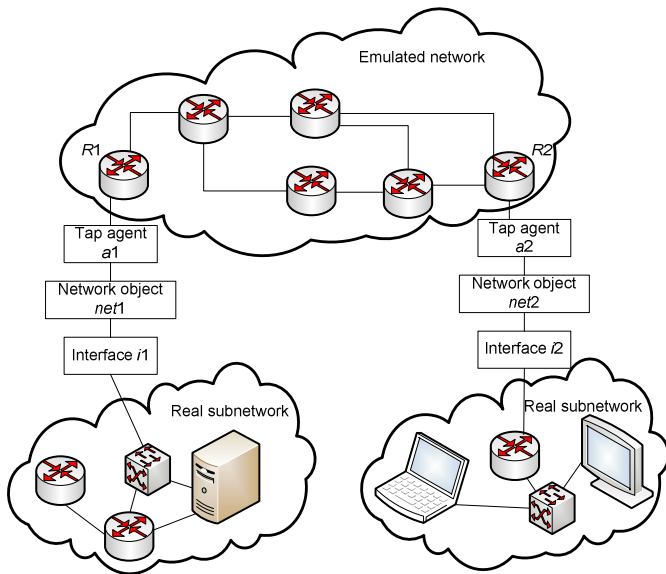 Emulated network
R1
R2
Tap agent
a1
Tap agent
a2
Network object
net1
Network object
net2
Interface i1
Interface i2
Real subnetwork
Real subnetwork